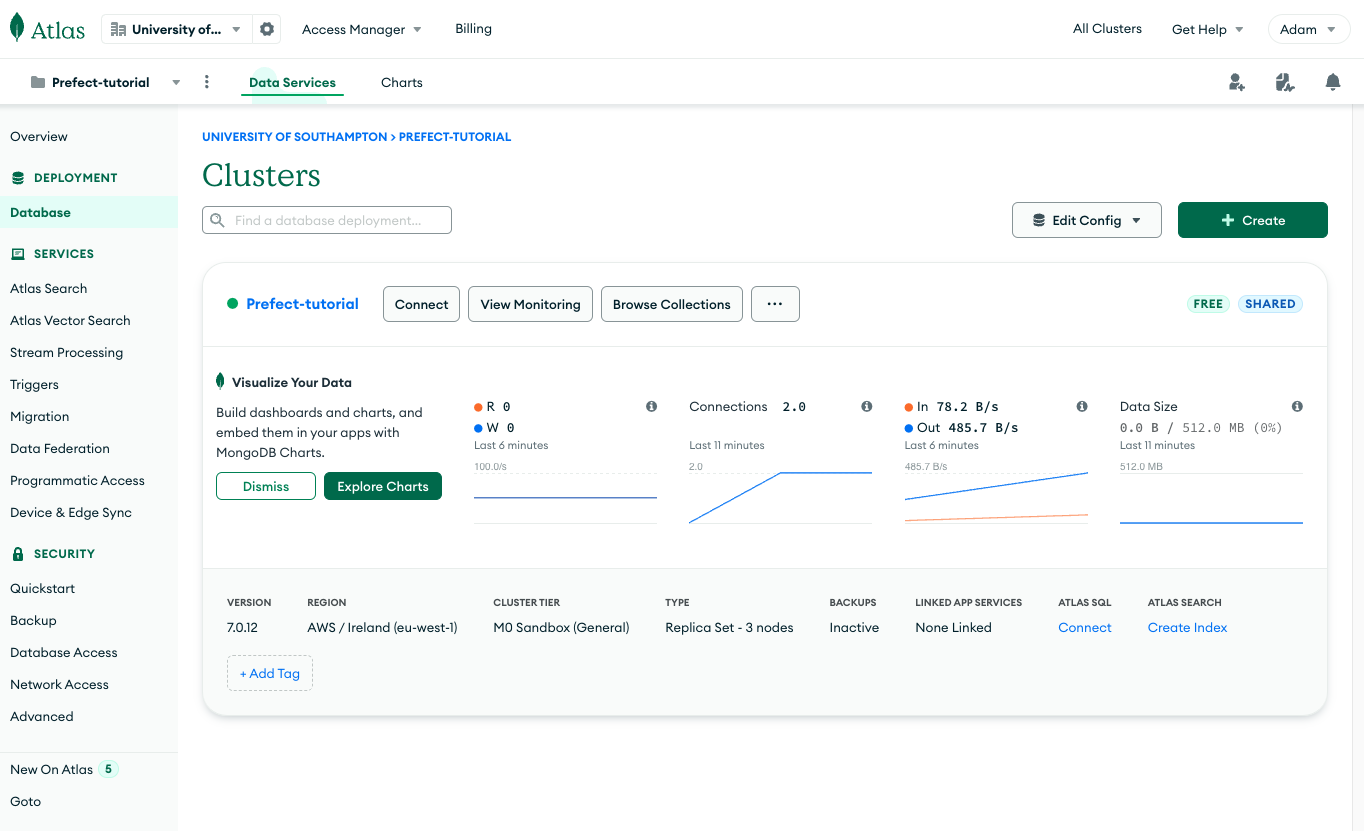 Atlas
University of...
Access Manager
Billing
All Clusters
Get Help
Adam
Prefect-tutorial
Data Services
Charts
Overview
DEPLOYMENT
Database
SERVICES
Atlas Search
Atlas Vector Search
Stream Processing
Triggers
Migration
Data Federation
Programmatic Access
Device & Edge Sync
SECURITY
Quickstart
Backup
Database Access
Network Access
Advanced
New On Atlas 5
Goto
UNIVERSITY OF SOUTHAMPTON > PREFECT-TUTORIAL
Clusters
Find a database deployment...
Edit Config
+ Create
Prefect-tutorial
Connect
View Monitoring
Browse Collections
...
FREE
SHARED
Visualize Your Data
Build dashboards and charts, and
embed them in your apps with
MongoDB Charts.
Dismiss
Explore Charts
R 0
W 0
Last 6 minutes
100.0/s
Connections 2.0
Last 11 minutes
2.0
In 78.2 B/s
Out 485.7 B/s
Last 6 minutes
485.7 B/s
Data Size
0.0 B / 512.0 MB (0%)
Last 11 minutes
512.0 MB
VERSION
7.0.12
REGION
AWS / Ireland (eu-west-1)
CLUSTER TIER
M0 Sandbox (General)
TYPE
Replica Set - 3 nodes
BACKUPS
Inactive
LINKED APP SERVICES
None Linked
ATLAS SQL
Connect
ATLAS SEARCH
Create Index
+ Add Tag